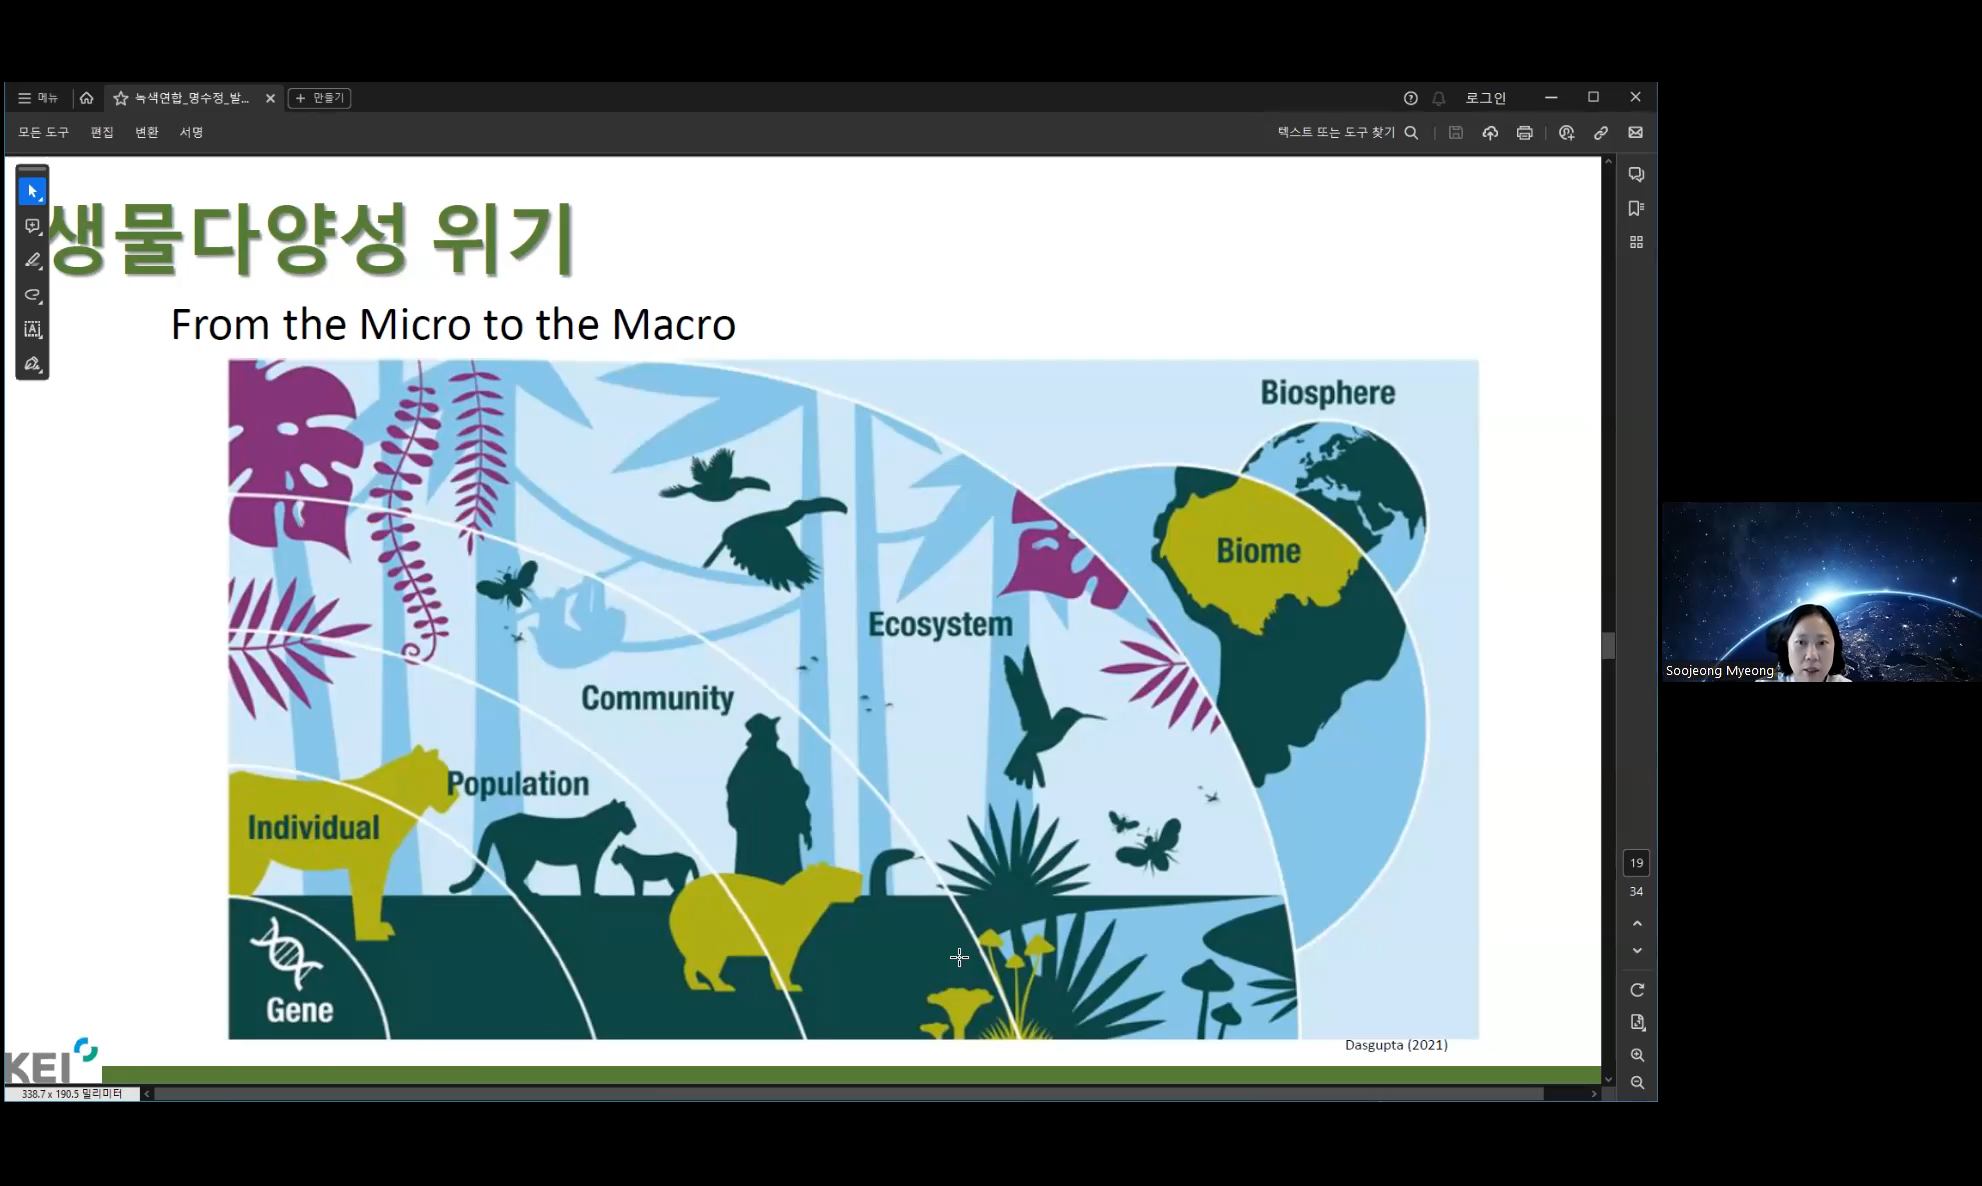 메뉴
녹색연합_명수정_발...
만들기
로그인
모든 도구
편집
변환
서명
텍스트 또는 도구 찾기
생물다양성 위기
From the Micro to the Macro
Biosphere
Biome
Ecosystem
Community
Population
Individual
Gene
Dasgupta (2021)
KEI
338.7 x 190.5 밀리미터
19
34
Soojeong Myeong